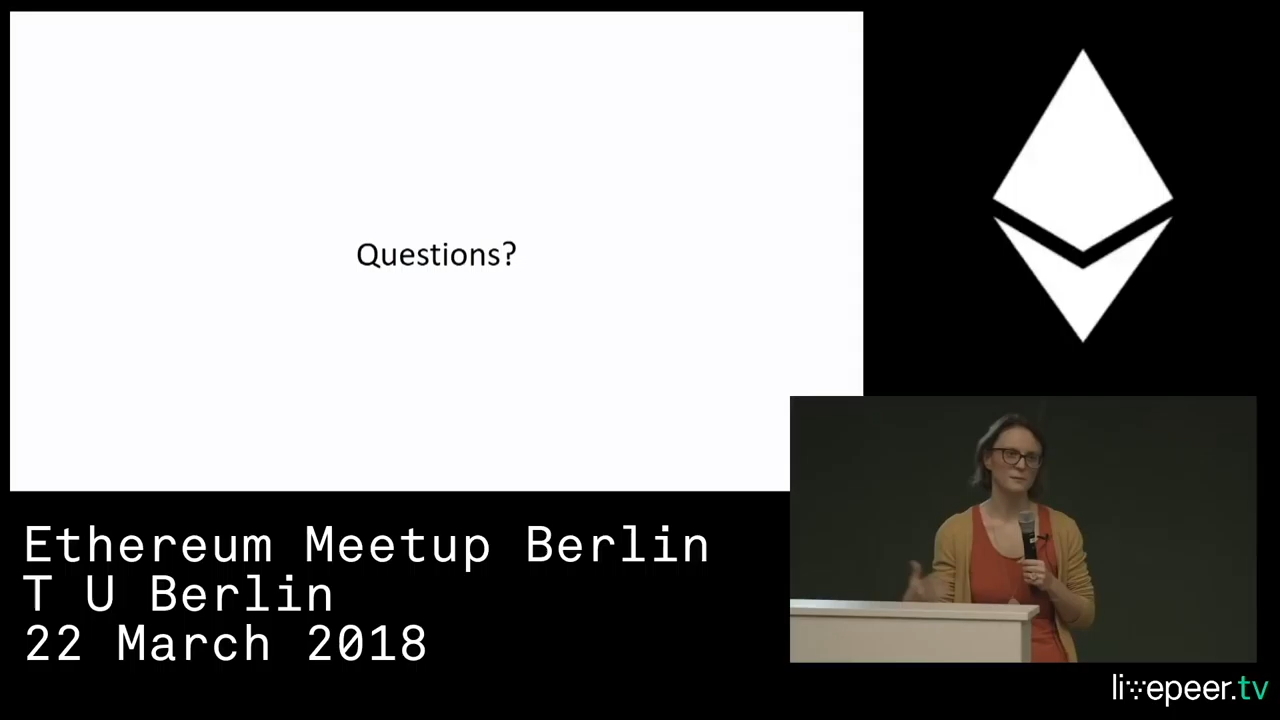 Questions?
Ethereum Meetup Berlin
T U Berlin
22 March 2018
livepeer.tv